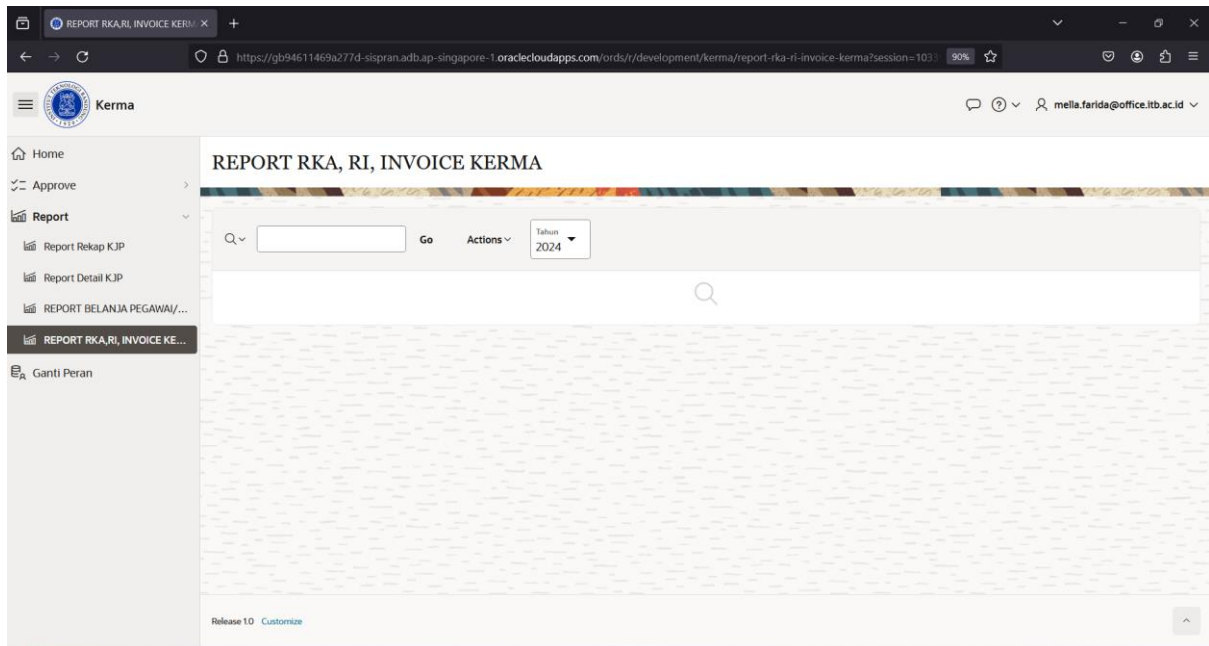 REPORT RKA,RI, INVOICE KERM
https://gb94611469a277d-sispran.adb.ap-singapore-1.oraclecloudapps.com/ords/r/development/kerma/report-rka-ri-invoice-kerma?session=1033
90%
Kerma
mella.farida@office.itb.ac.id
Home
Approve
Report
Report Rekap KJP
Report Detail KJP
REPORT BELANJA PEGAWAI/...
REPORT RKA,RI, INVOICE KE...
Ganti Peran
REPORT RKA, RI, INVOICE KERMA
Go Actions Tahun
2024
Release 1.0 Customize